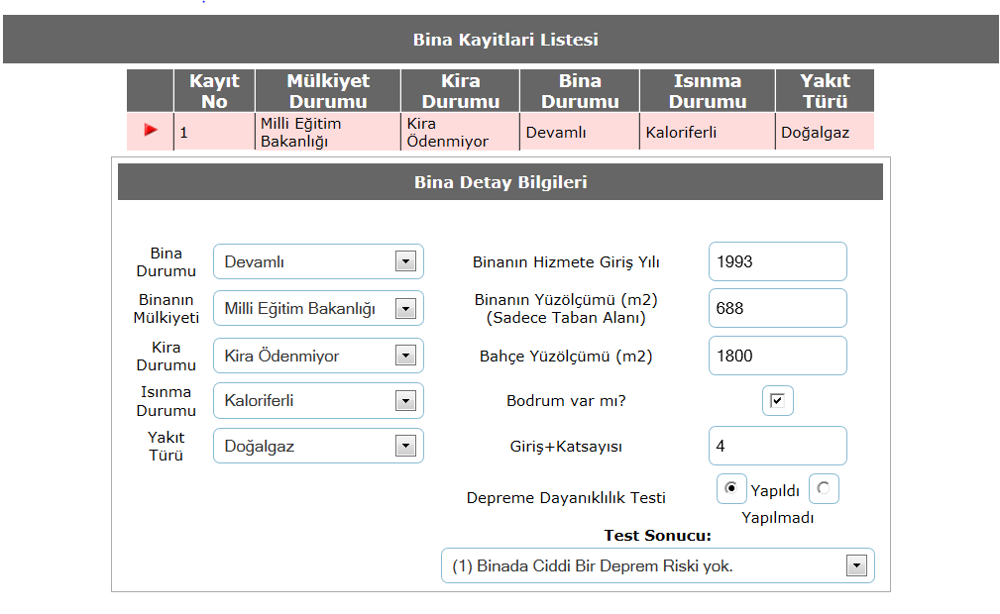 Bina Kayitlari Listesi
Kayıt No Mülkiyet Durumu Kira Durumu Bina Durumu Isınma Durumu Yakıt Türü
1 Milli Eğitim Bakanlığı Kira Ödenmiyor Devamlı Kaloriferli Doğalgaz
Bina Detay Bilgileri
Bina Durumu Devamlı Binanın Hizmete Giriş Yılı 1993
Binanın Mülkiyeti Milli Eğitim Bakanlığı Binanın Yüzölçümü (m2) (Sadece Taban Alanı) 688
Kira Durumu Kira Ödenmiyor Bahçe Yüzölçümü (m2) 1800
Isınma Durumu Kaloriferli Bodrum var mı?
Yakıt Türü Doğalgaz Giriş+Katsayısı 4
Depreme Dayanıklılık Testi Yapıldı
Yapılmadı
Test Sonucu:
(1) Binada Ciddi Bir Deprem Riski yok.